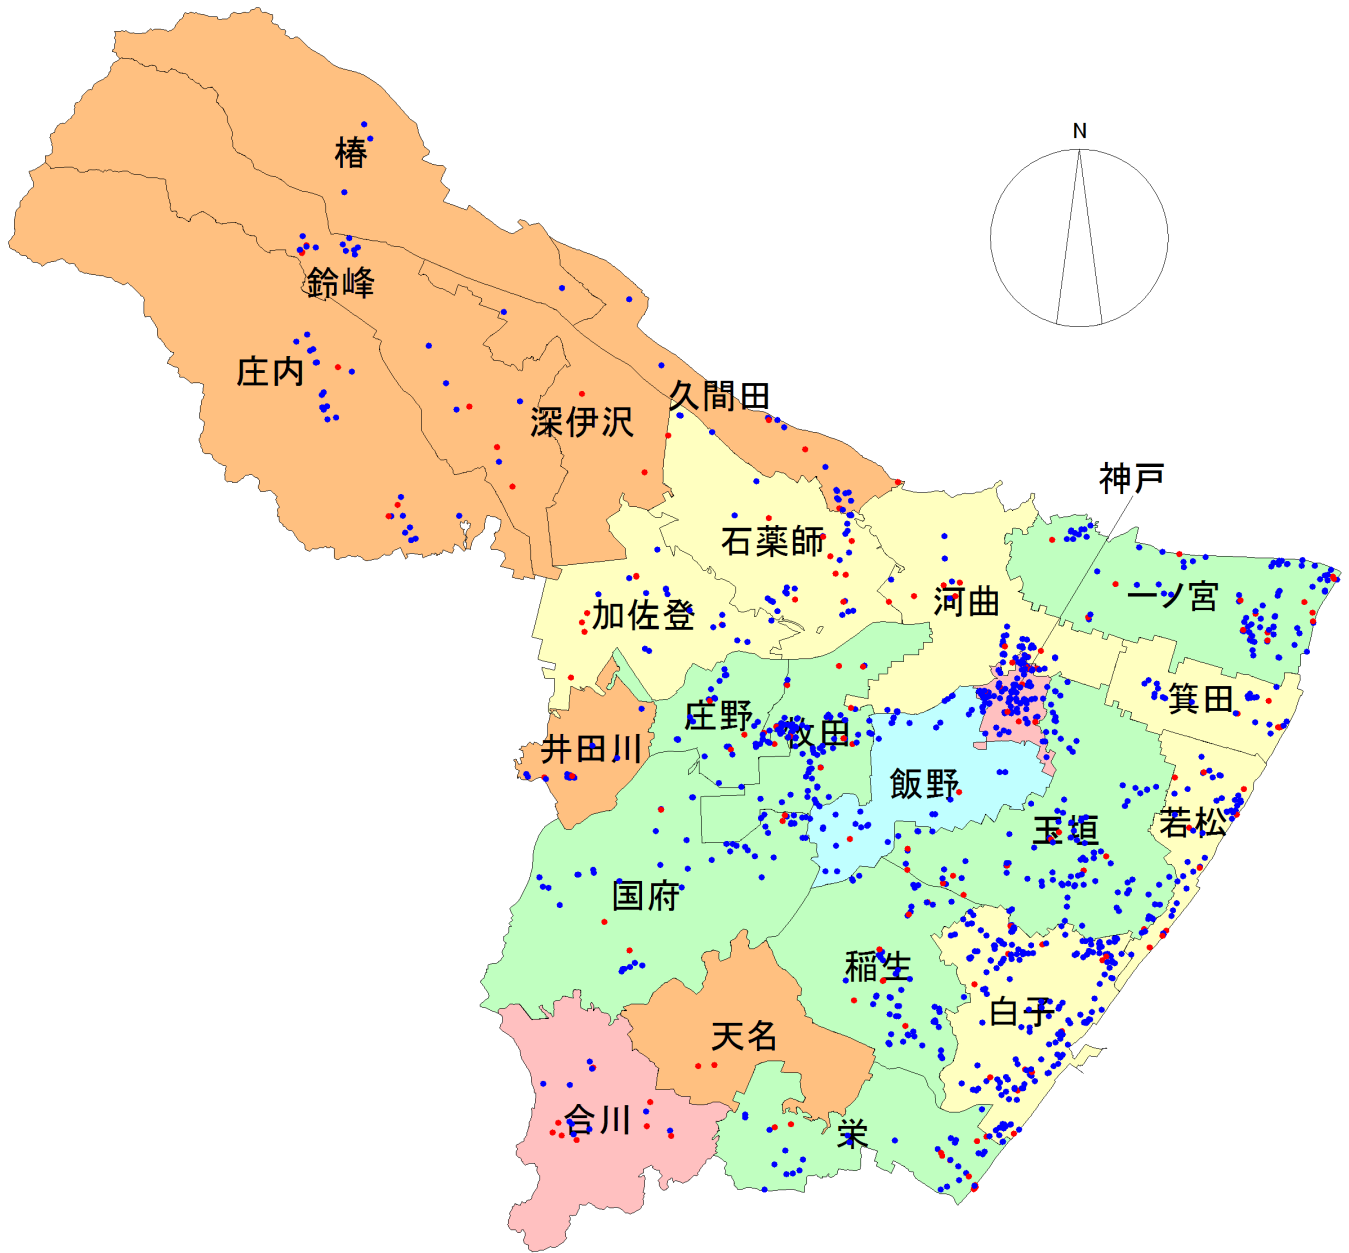 N
椿
鈴峰
庄内
久間田
深伊沢
神戸
石薬師
一ノ宮
加佐登
河曲
箕田
庄野
牧田
井田川
飯野
若松
玉垣
国府
稲生
白子
天名
合川
栄